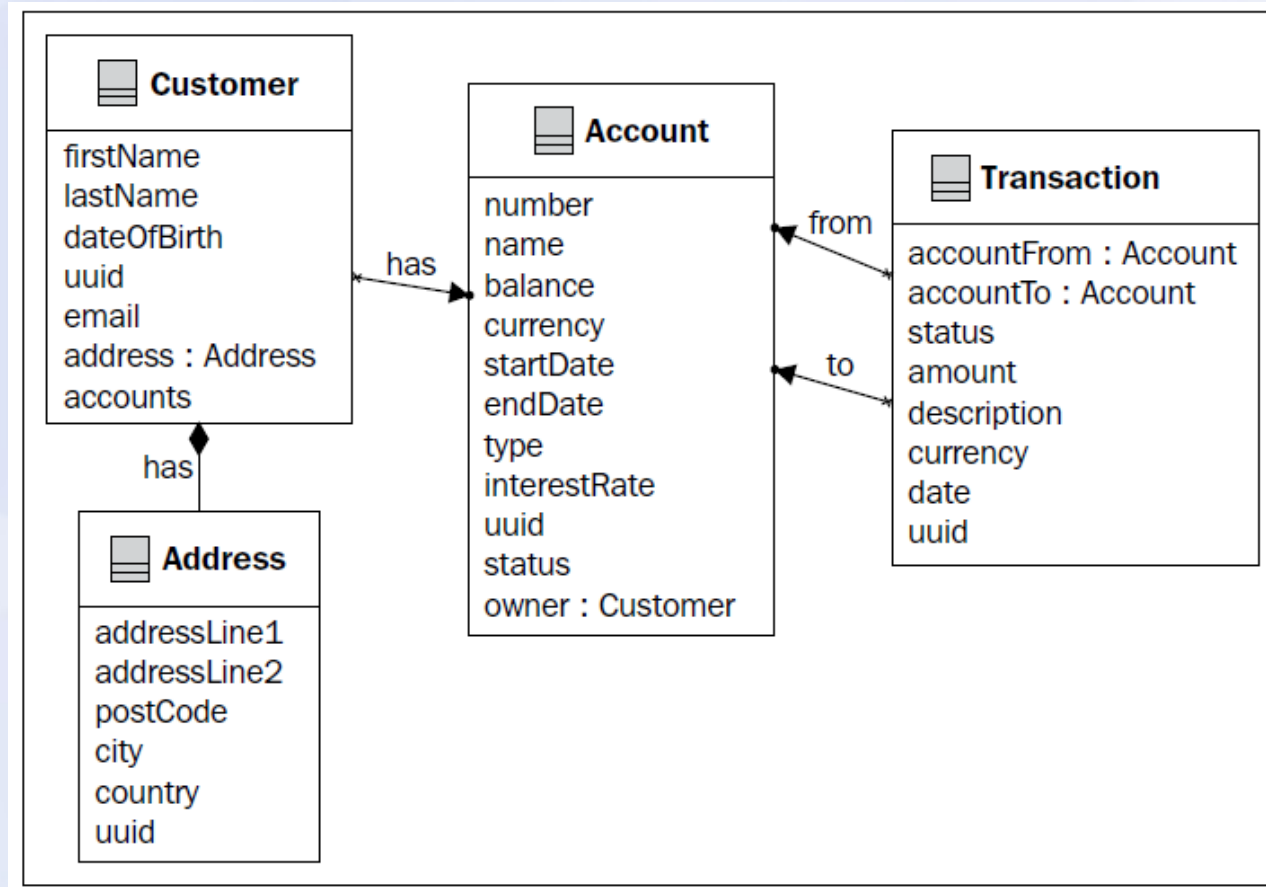 Customer
firstName
lastName
dateOfBirth
uuid
email
address : Address
accounts
has
has
Address
addressLine1
addressLine2
postCode
city
country
uuid
Account
number
name
balance
currency
startDate
endDate
type
interestRate
uuid
status
owner : Customer
from
to
Transaction
accountFrom : Account
accountTo : Account
status
amount
description
currency
date
uuid